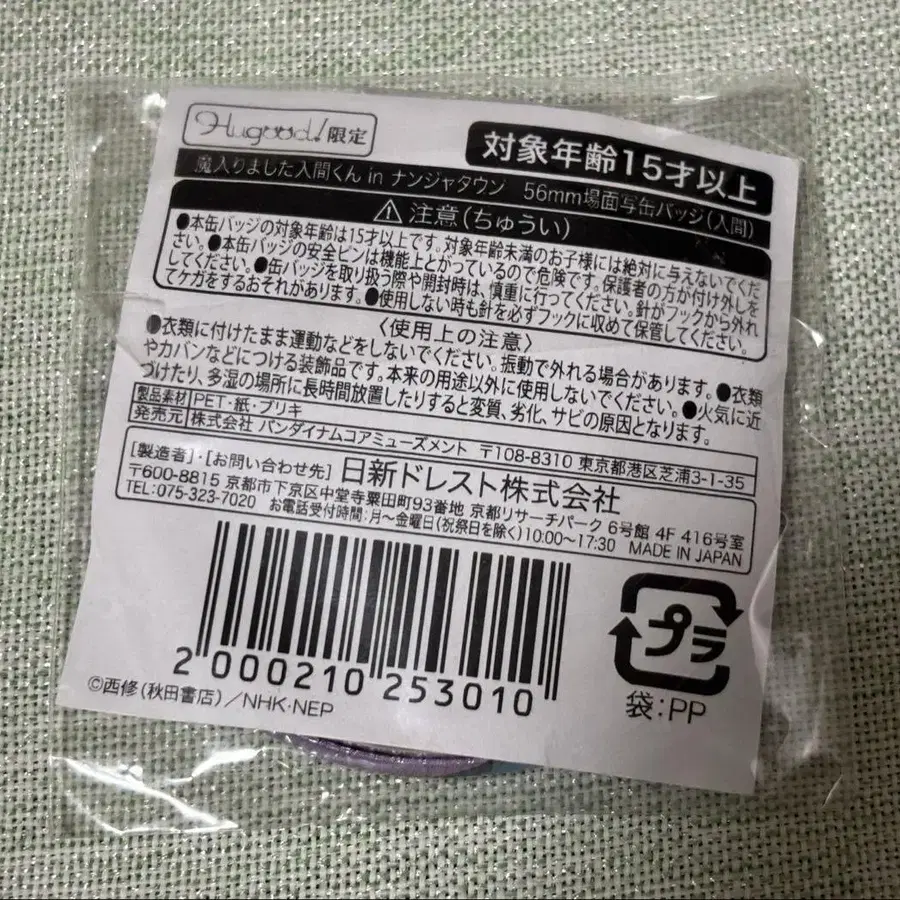 Hugood!限定
対象年齢15才以上
魔入りました入間くん in ナンジャタウン 56mm場面写缶バッジ(入間)
⚠ 注意(ちゅうい)
●本缶バッジの対象年齢は15才以上です。対象年齢未満のお子様には絶対に与えないでくだ
さい。●本缶バッジの安全ピンは機能上とがっているので危険です。保護者の方が付け外しを
してください。●缶バッジを取り扱う際や開封時は、慎重に行ってください。針がフックから外れ
てケガをするおそれがあります。●使用しない時も針を必ずフックに収めて保管してください。
〈使用上の注意〉
●衣類に付けたまま運動などをしないでください。振動で外れる場合があります。●衣類
やカバンなどにつける装飾品です。本来の用途以外に使用しないでください。●火気に近
づけたり、多湿の場所に長時間放置したりすると変質、劣化、サビの原因となります。
製品素材 PET・紙・ブリキ
発売元 株式会社 バンダイナムコアミューズメント 〒108-8310 東京都港区芝浦3-1-35
[製造者]・[お問い合わせ先] 日新ドレスト株式会社
〒600-8815 京都市下京区中堂寺粟田町93番地 京都リサーチパーク 6号館 4F 416号室
TEL:075-323-7020 お電話受付時間:月〜金曜日(祝祭日を除く)10:00〜17:30 MADE IN JAPAN
2 000210 253010
プラ
袋:PP
©西修(秋田書店)/NHK・NEP